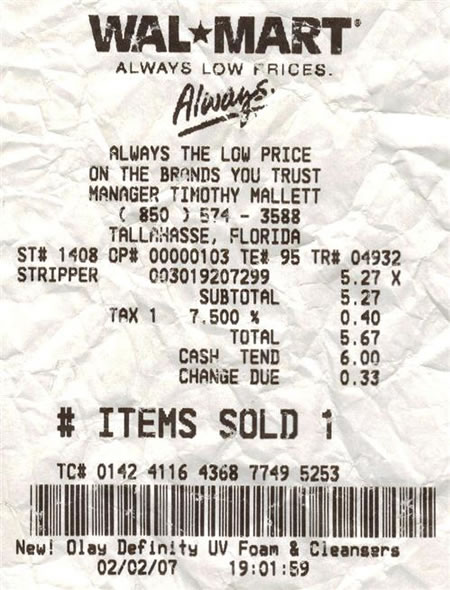 WAL★MART®
ALWAYS LOW PRICES.
Always.
ALWAYS THE LOW PRICE
ON THE BRANDS YOU TRUST
MANAGER TIMOTHY MALLETT
( 850 ) 574 - 3588
TALLAHASSE, FLORIDA
ST# 1408 OP# 00000103 TE# 95 TR# 04932
STRIPPER 003019207299 5.27 X
SUBTOTAL 5.27
TAX 1 7.500 % 0.40
TOTAL 5.67
CASH TEND 6.00
CHANGE DUE 0.33
# ITEMS SOLD 1
TC# 0142 4116 4368 7749 5253
New! Olay Definity UV Foam & Cleansers
02/02/07 19:01:59